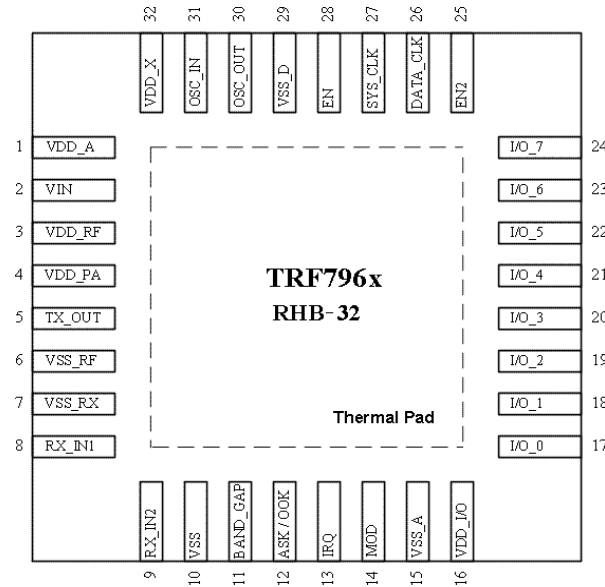 32 31 30 29 28 27 26 25
VDD_X OSC_IN OSC_OUT VSS_D EN SYS_CLK DATA_CLK EN2
1 VDD_A I/O_7 24
2 VIN I/O_6 23
3 VDD_RF I/O_5 22
4 VDD_PA I/O_4 21
TRF796x
5 TX_OUT I/O_3 20
RHB-32
6 VSS_RF I/O_2 19
7 VSS_RX I/O_1 18
Thermal Pad
8 RX_IN1 I/O_0 17
RX_IN2 VSS BAND_GAP ASK / OOK IRQ MOD VSS_A VDD_I/O
9 10 11 12 13 14 15 16